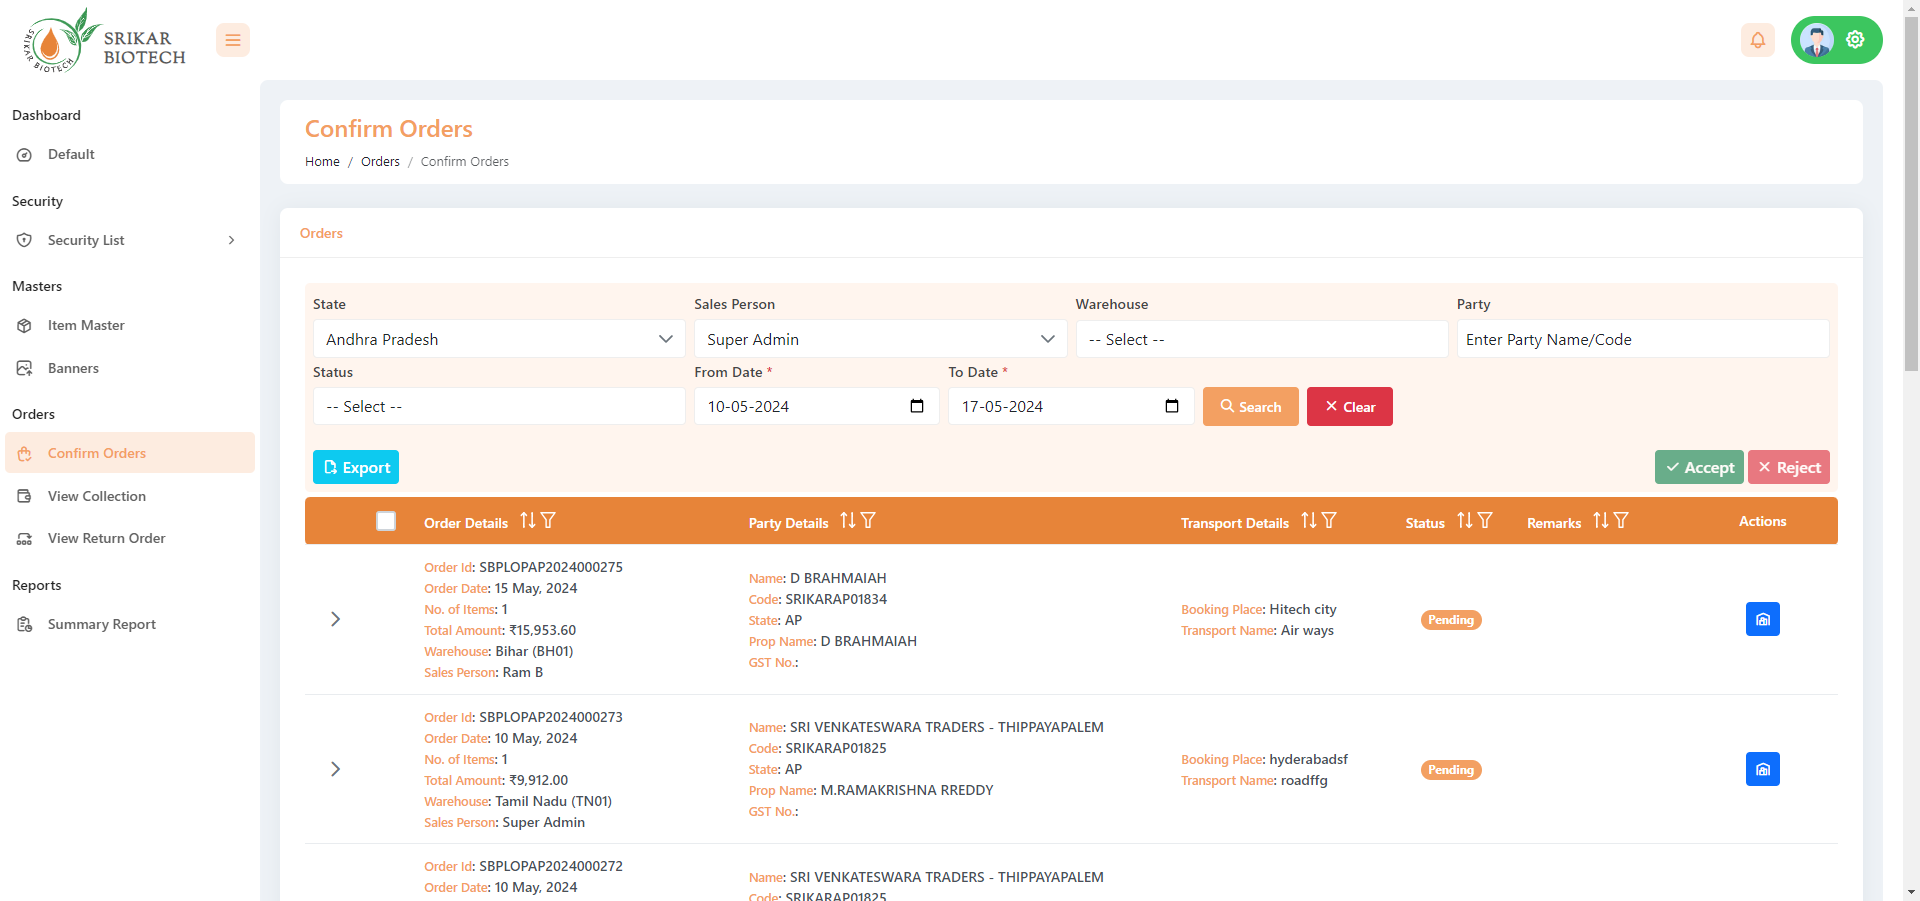 SRIKAR BIOTECH
SRIKAR
BIOTECH
Dashboard
Default
Security
Security List
Masters
Item Master
Banners
Orders
Confirm Orders
View Collection
View Return Order
Reports
Summary Report
Confirm Orders
Home / Orders / Confirm Orders
Orders
State Sales Person Warehouse Party
Andhra Pradesh Super Admin -- Select -- Enter Party Name/Code
Status From Date * To Date *
-- Select -- 10-05-2024 17-05-2024 Search Clear
Export Accept Reject
Order Details Party Details Transport Details Status Remarks Actions
Order Id: SBPLOPAP2024000275
Order Date: 15 May, 2024
No. of Items: 1
Total Amount: ₹15,953.60
Warehouse: Bihar (BH01)
Sales Person: Ram B
Name: D BRAHMAIAH
Code: SRIKARAP01834
State: AP
Prop Name: D BRAHMAIAH
GST No.:
Booking Place: Hitech city
Transport Name: Air ways
Pending
Order Id: SBPLOPAP2024000273
Order Date: 10 May, 2024
No. of Items: 1
Total Amount: ₹9,912.00
Warehouse: Tamil Nadu (TN01)
Sales Person: Super Admin
Name: SRI VENKATESWARA TRADERS - THIPPAYAPALEM
Code: SRIKARAP01825
State: AP
Prop Name: M.RAMAKRISHNA RREDDY
GST No.:
Booking Place: hyderabadsf
Transport Name: roadffg
Pending
Order Id: SBPLOPAP2024000272
Order Date: 10 May, 2024
Name: SRI VENKATESWARA TRADERS - THIPPAYAPALEM
Code: SRIKARAP01825